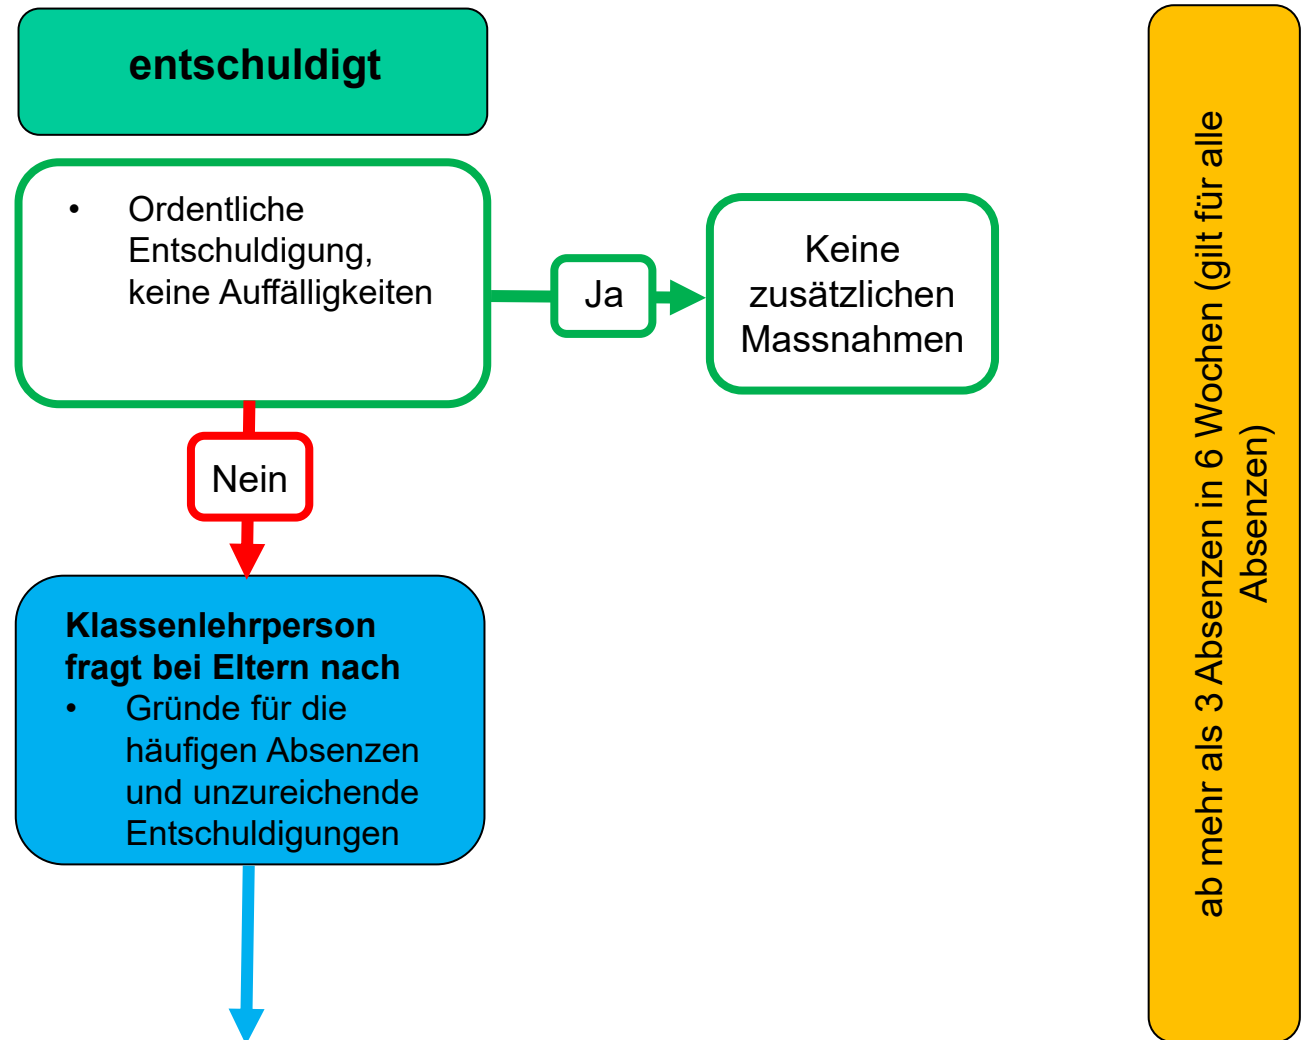 entschuldigt
• Ordentliche
Entschuldigung,
keine Auffälligkeiten
Ja
Keine
zusätzlichen
Massnahmen
Nein
Klassenlehrperson
fragt bei Eltern nach
• Gründe für die
häufigen Absenzen
und unzureichende
Entschuldigungen
ab mehr als 3 Absenzen in 6 Wochen (gilt für alle
Absenzen)